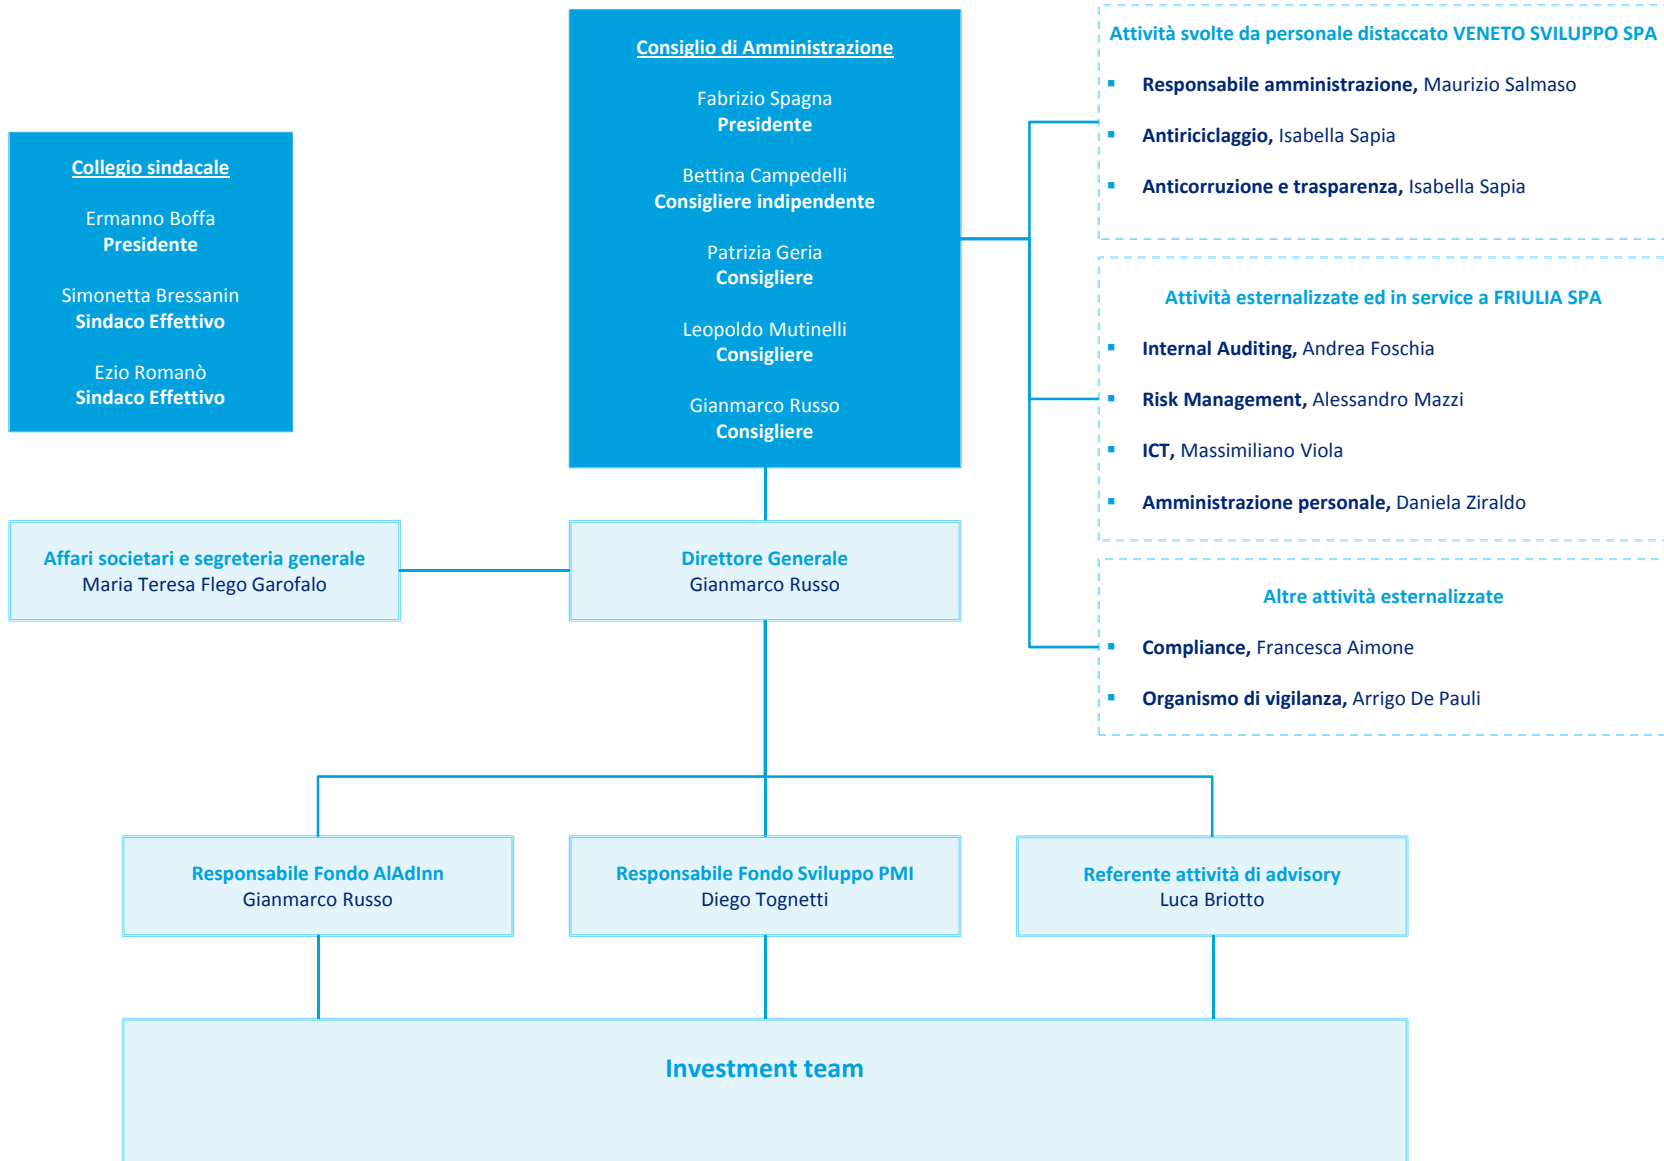 Collegio sindacale
Ermanno Boffa
Presidente
Simonetta Bressanin
Sindaco Effettivo
Ezio Romanò
Sindaco Effettivo
Consiglio di Amministrazione
Fabrizio Spagna
Presidente
Bettina Campedelli
Consigliere indipendente
Patrizia Geria
Consigliere
Leopoldo Mutinelli
Consigliere
Gianmarco Russo
Consigliere
Attività svolte da personale distaccato VENETO SVILUPPO SPA
▪ Responsabile amministrazione, Maurizio Salmaso
▪ Antiriciclaggio, Isabella Sapia
▪ Anticorruzione e trasparenza, Isabella Sapia
Attività esternalizzate ed in service a FRIULIA SPA
▪ Internal Auditing, Andrea Foschia
▪ Risk Management, Alessandro Mazzi
▪ ICT, Massimiliano Viola
▪ Amministrazione personale, Daniela Ziraldo
Altre attività esternalizzate
▪ Compliance, Francesca Aimone
▪ Organismo di vigilanza, Arrigo De Pauli
Affari societari e segreteria generale
Maria Teresa Flego Garofalo
Direttore Generale
Gianmarco Russo
Responsabile Fondo AlAdInn
Gianmarco Russo
Responsabile Fondo Sviluppo PMI
Diego Tognetti
Referente attività di advisory
Luca Briotto
Investment team